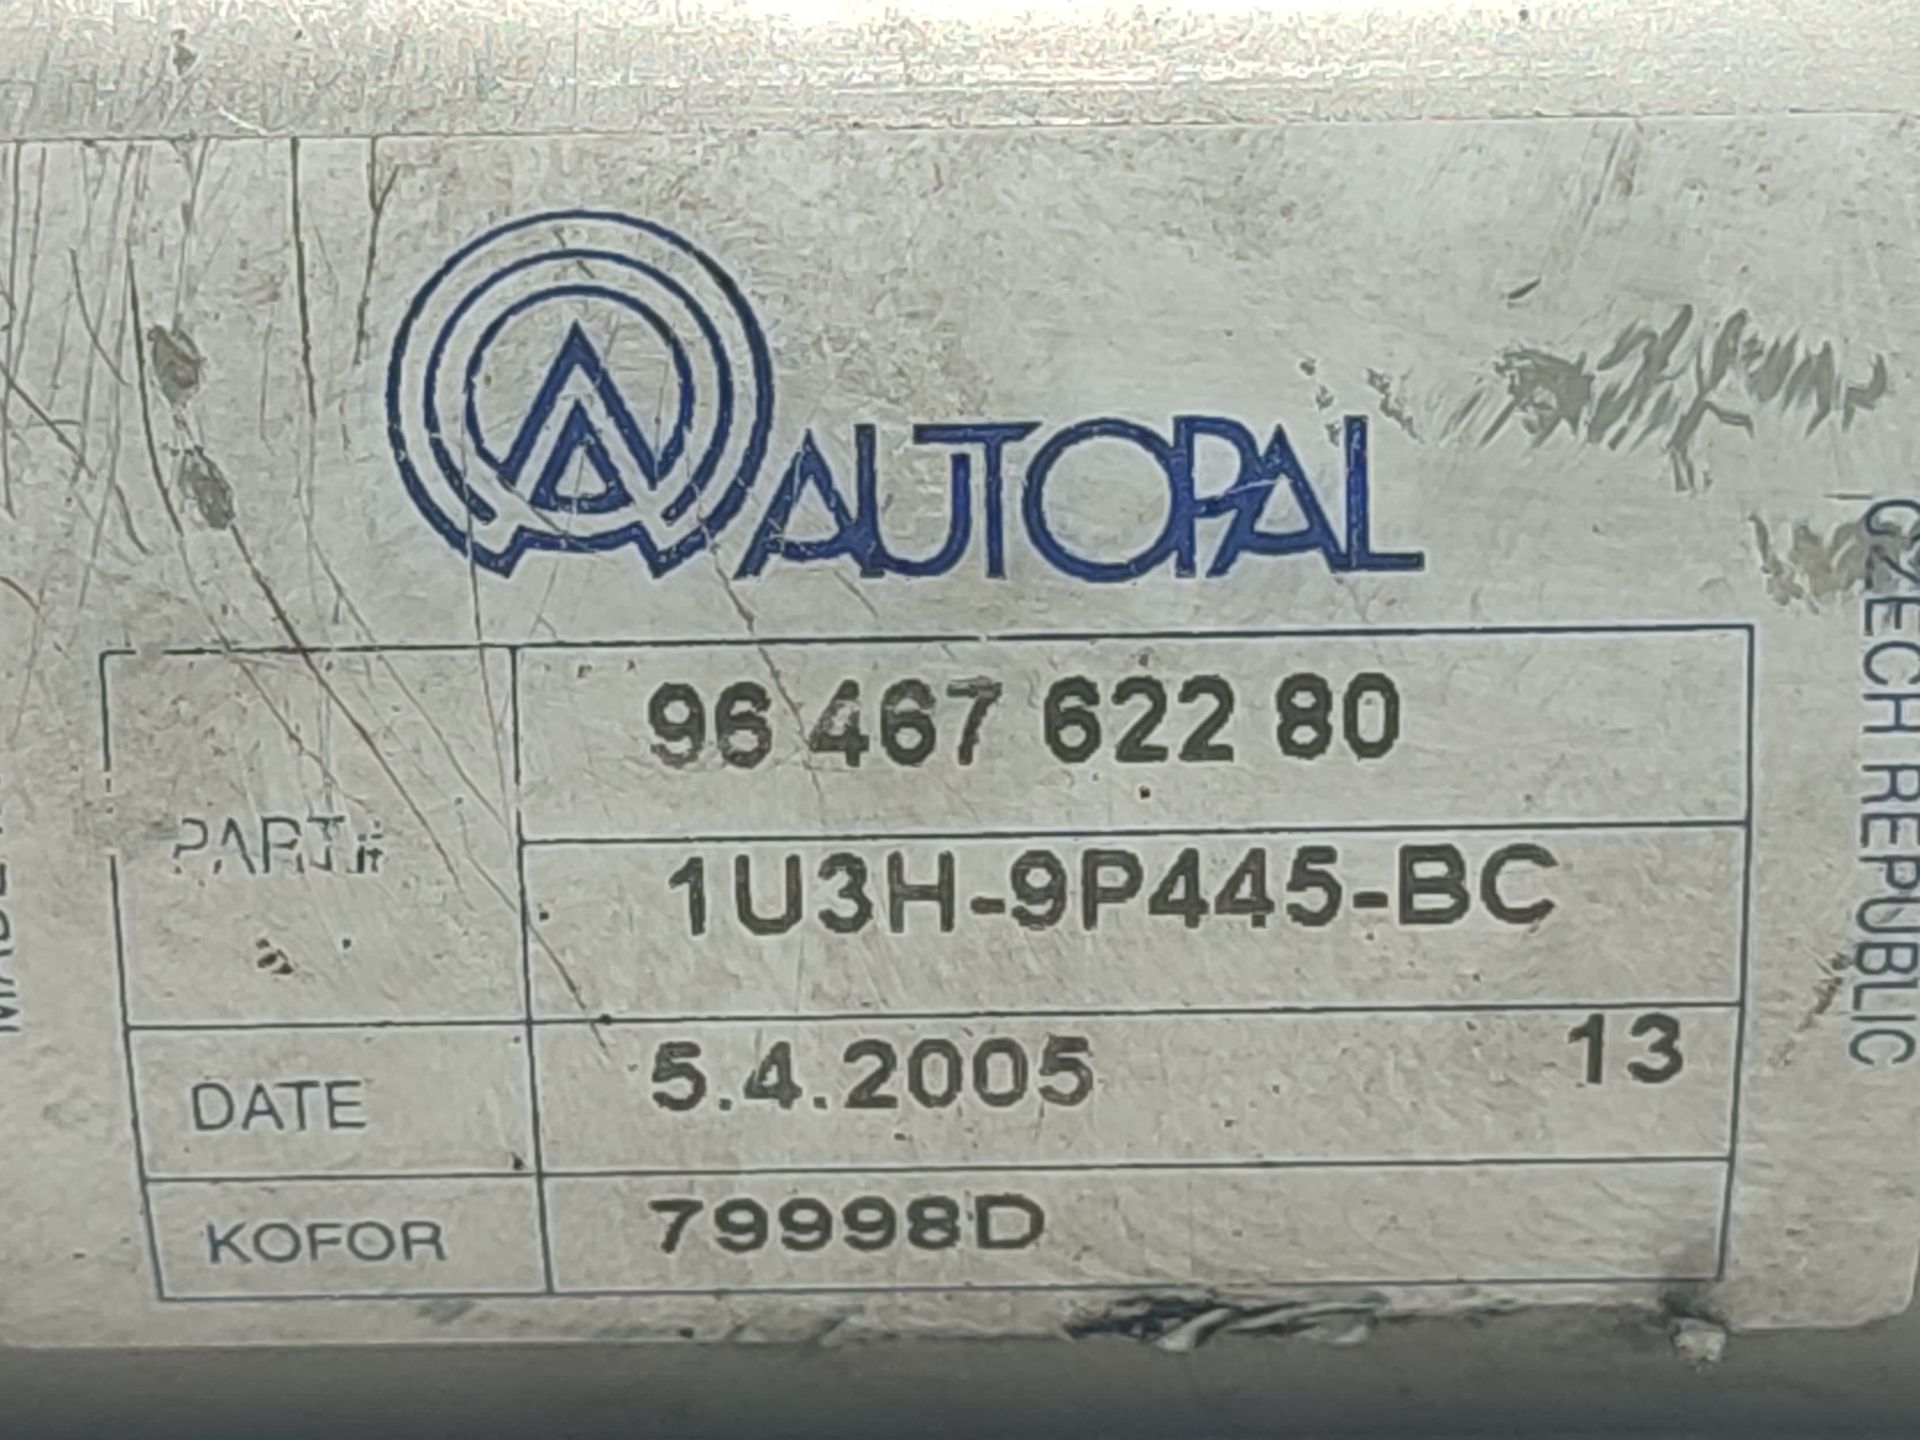 AUTOPAL
PART#
96 467 622 80
1U3H-9P445-BC
DATE
5.4.2005
13
KOFOR
79998D
CZECH REPUBLIC